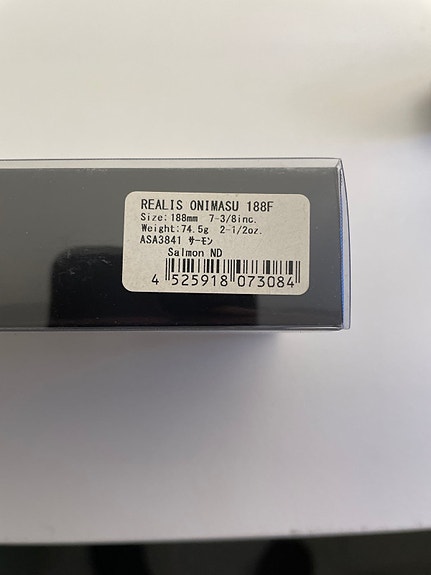 REALIS ONIMASU 188F
Size:188mm 7-3/8inc.
Weight:74.5g 2-1/2oz.
ASA3841 ｻｰﾓﾝ
Salmon ND
4 525918 073084